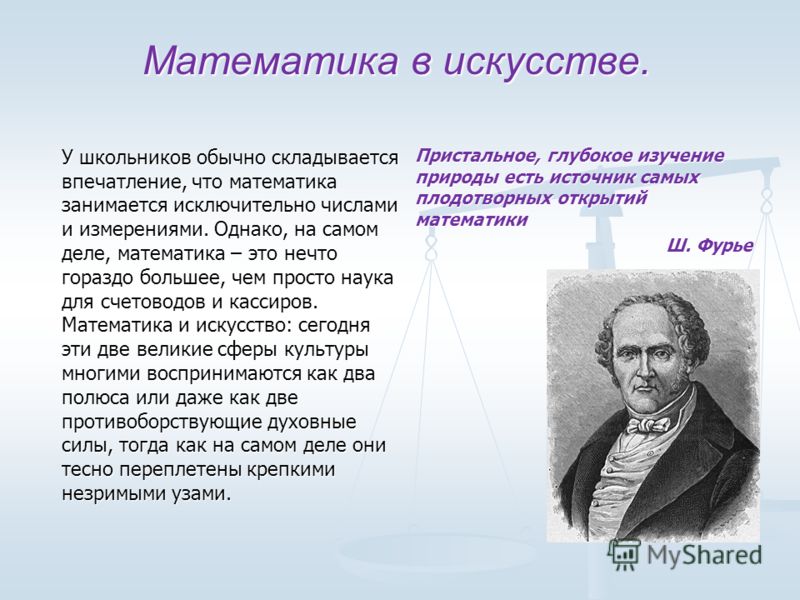 Математика в искусстве.
У школьников обычно складывается
впечатление, что математика
занимается исключительно числами
и измерениями. Однако, на самом
деле, математика – это нечто
гораздо большее, чем просто наука
для счетоводов и кассиров.
Математика и искусство: сегодня
эти две великие сферы культуры
многими воспринимаются как два
полюса или даже как две
противоборствующие духовные
силы, тогда как на самом деле они
тесно переплетены крепкими
незримыми узами.
Пристальное, глубокое изучение
природы есть источник самых
плодотворных открытий
математики
Ш. Фурье
MyShared